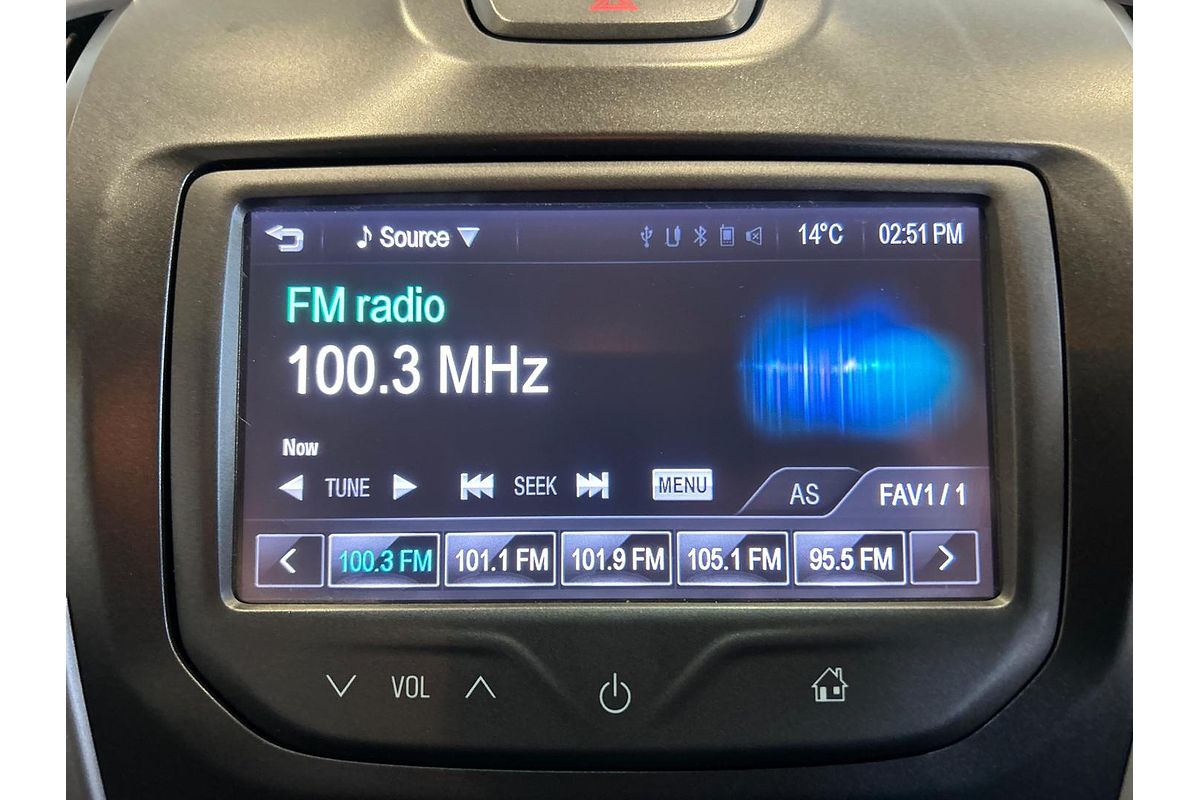 Source 14°C 02:51 PM
FM radio
100.3 MHz
Now
TUNE SEEK MENU AS FAV1 / 1
100.3 FM 101.1 FM 101.9 FM 105.1 FM 95.5 FM
VOL